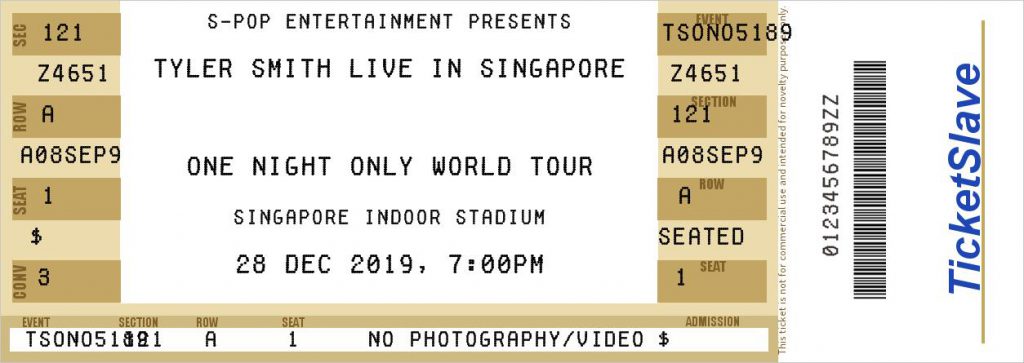 SEC 121
Z4651
ROW A
A08SEP9
SEAT 1
$
CONV 3
S-POP ENTERTAINMENT PRESENTS
TYLER SMITH LIVE IN SINGAPORE
ONE NIGHT ONLY WORLD TOUR
SINGAPORE INDOOR STADIUM
28 DEC 2019, 7:00PM
EVENT
TSONO5189
Z4651
SECTION
121
A08SEP9
ROW
A
SEATED
SEAT
1
EVENT SECTION ROW SEAT ADMISSION
TSONO5189 121 A 1 NO PHOTOGRAPHY/VIDEO $
This ticket is not for commercial use and intended for novelty purposes only.
0123456789ZZ
TicketSlave